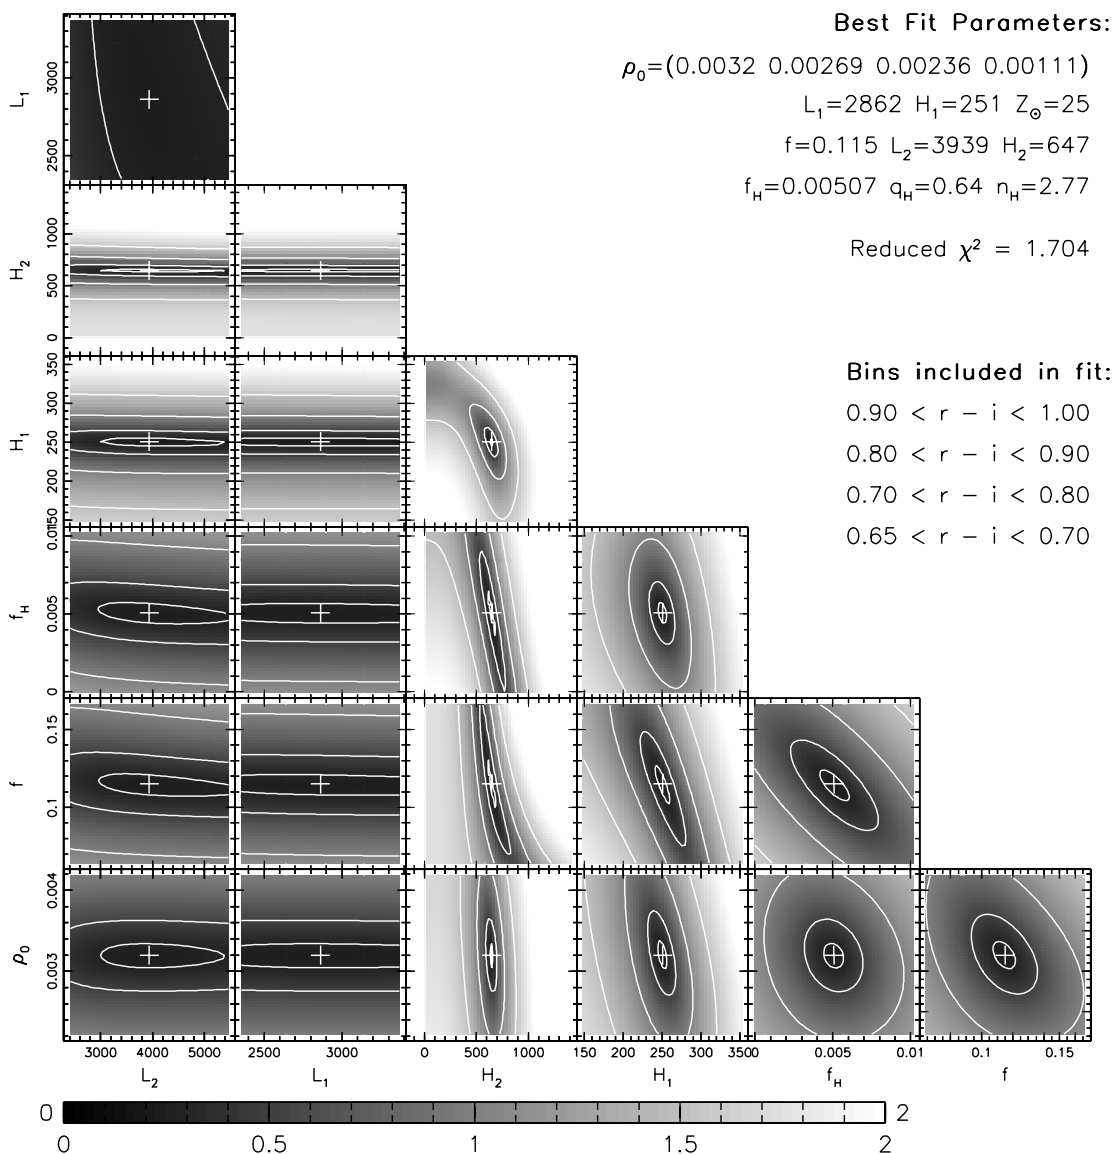 Best Fit Parameters:
ρ₀=(0.0032 0.00269 0.00236 0.00111)
L₁=2862 H₁=251 Z⊙=25
f=0.115 L₂=3939 H₂=647
f_H=0.00507 q_H=0.64 n_H=2.77
Reduced χ² = 1.704
Bins included in fit:
0.90 < r − i < 1.00
0.80 < r − i < 0.90
0.70 < r − i < 0.80
0.65 < r − i < 0.70
L₁
3000
2500
H₂
1000
500
0
H₁
350
300
250
200
150
f_H
0.01
0.005
0
f
0.15
0.1
ρ₀
0.004
0.003
3000 4000 5000 2500 3000 0 500 1000 150 200 250 300 350 0.005 0.01 0.1 0.15
L₂ L₁ H₂ H₁ f_H f
0 2
0 0.5 1 1.5 2